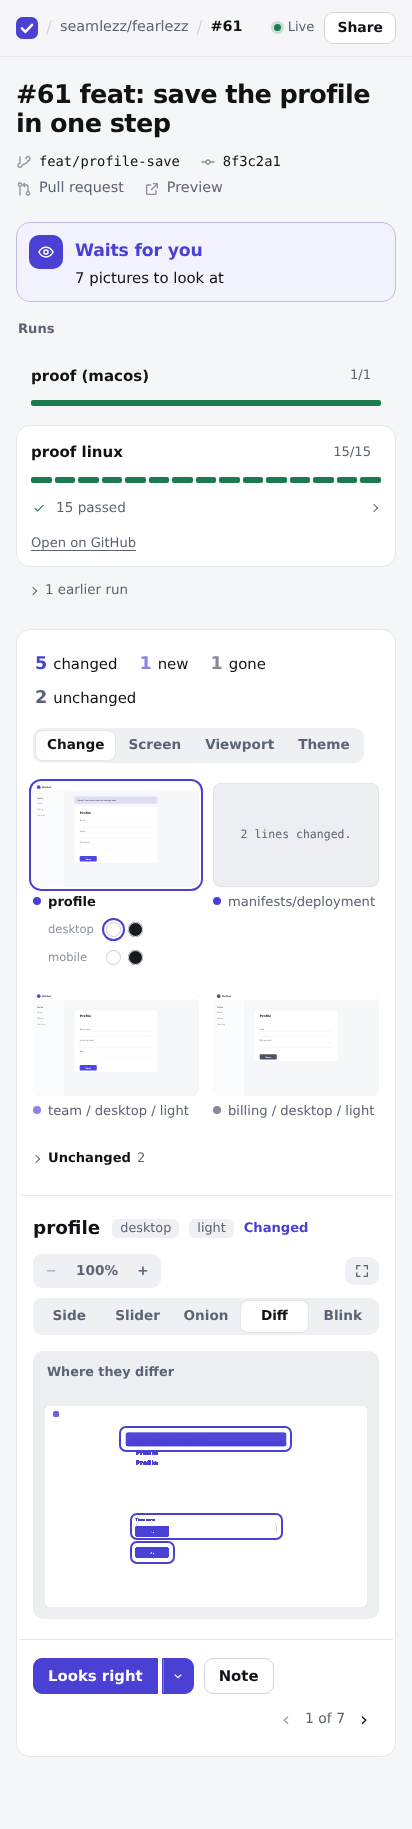 / seamlezz/fearlezz / #61 Live Share
#61 feat: save the profile
in one step
feat/profile-save 8f3c2a1
Pull request Preview
Waits for you
7 pictures to look at
Runs
proof (macos) 1/1
proof linux 15/15
15 passed
Open on GitHub
1 earlier run
5 changed 1 new 1 gone
2 unchanged
Change Screen Viewport Theme
Profile
2 lines changed.
profile manifests/deployment
desktop
mobile
Profile Profile
team / desktop / light billing / desktop / light
Unchanged 2
profile desktop light Changed
− 100% +
Side Slider Onion Diff Blink
Where they differ
Profile
Looks right Note
1 of 7